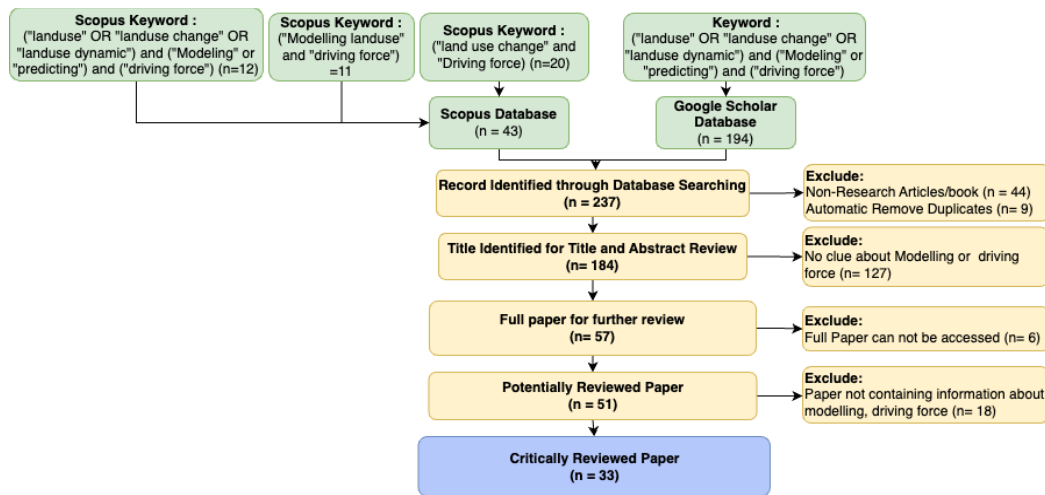 Scopus Keyword :
("landuse" OR "landuse change" OR
"landuse dynamic") and ("Modeling" or
"predicting") and ("driving force") (n=12)
Scopus Keyword :
("Modelling landuse"
and "driving force")
=11
Scopus Keyword :
("land use change" and
"Driving force) (n=20)
Keyword :
("landuse" OR "landuse change" OR
"landuse dynamic") and ("Modeling" or
"predicting") and ("driving force")
Scopus Database
(n = 43)
Google Scholar
Database
(n = 194)
Record Identified through Database Searching
(n = 237)
Exclude:
Non-Research Articles/book (n = 44)
Automatic Remove Duplicates (n= 9)
Title Identified for Title and Abstract Review
(n= 184)
Exclude:
No clue about Modelling or driving
force (n= 127)
Full paper for further review
(n= 57)
Exclude:
Full Paper can not be accessed (n= 6)
Potentially Reviewed Paper
(n = 51)
Exclude:
Paper not containing information about
modelling, driving force (n= 18)
Critically Reviewed Paper
(n = 33)